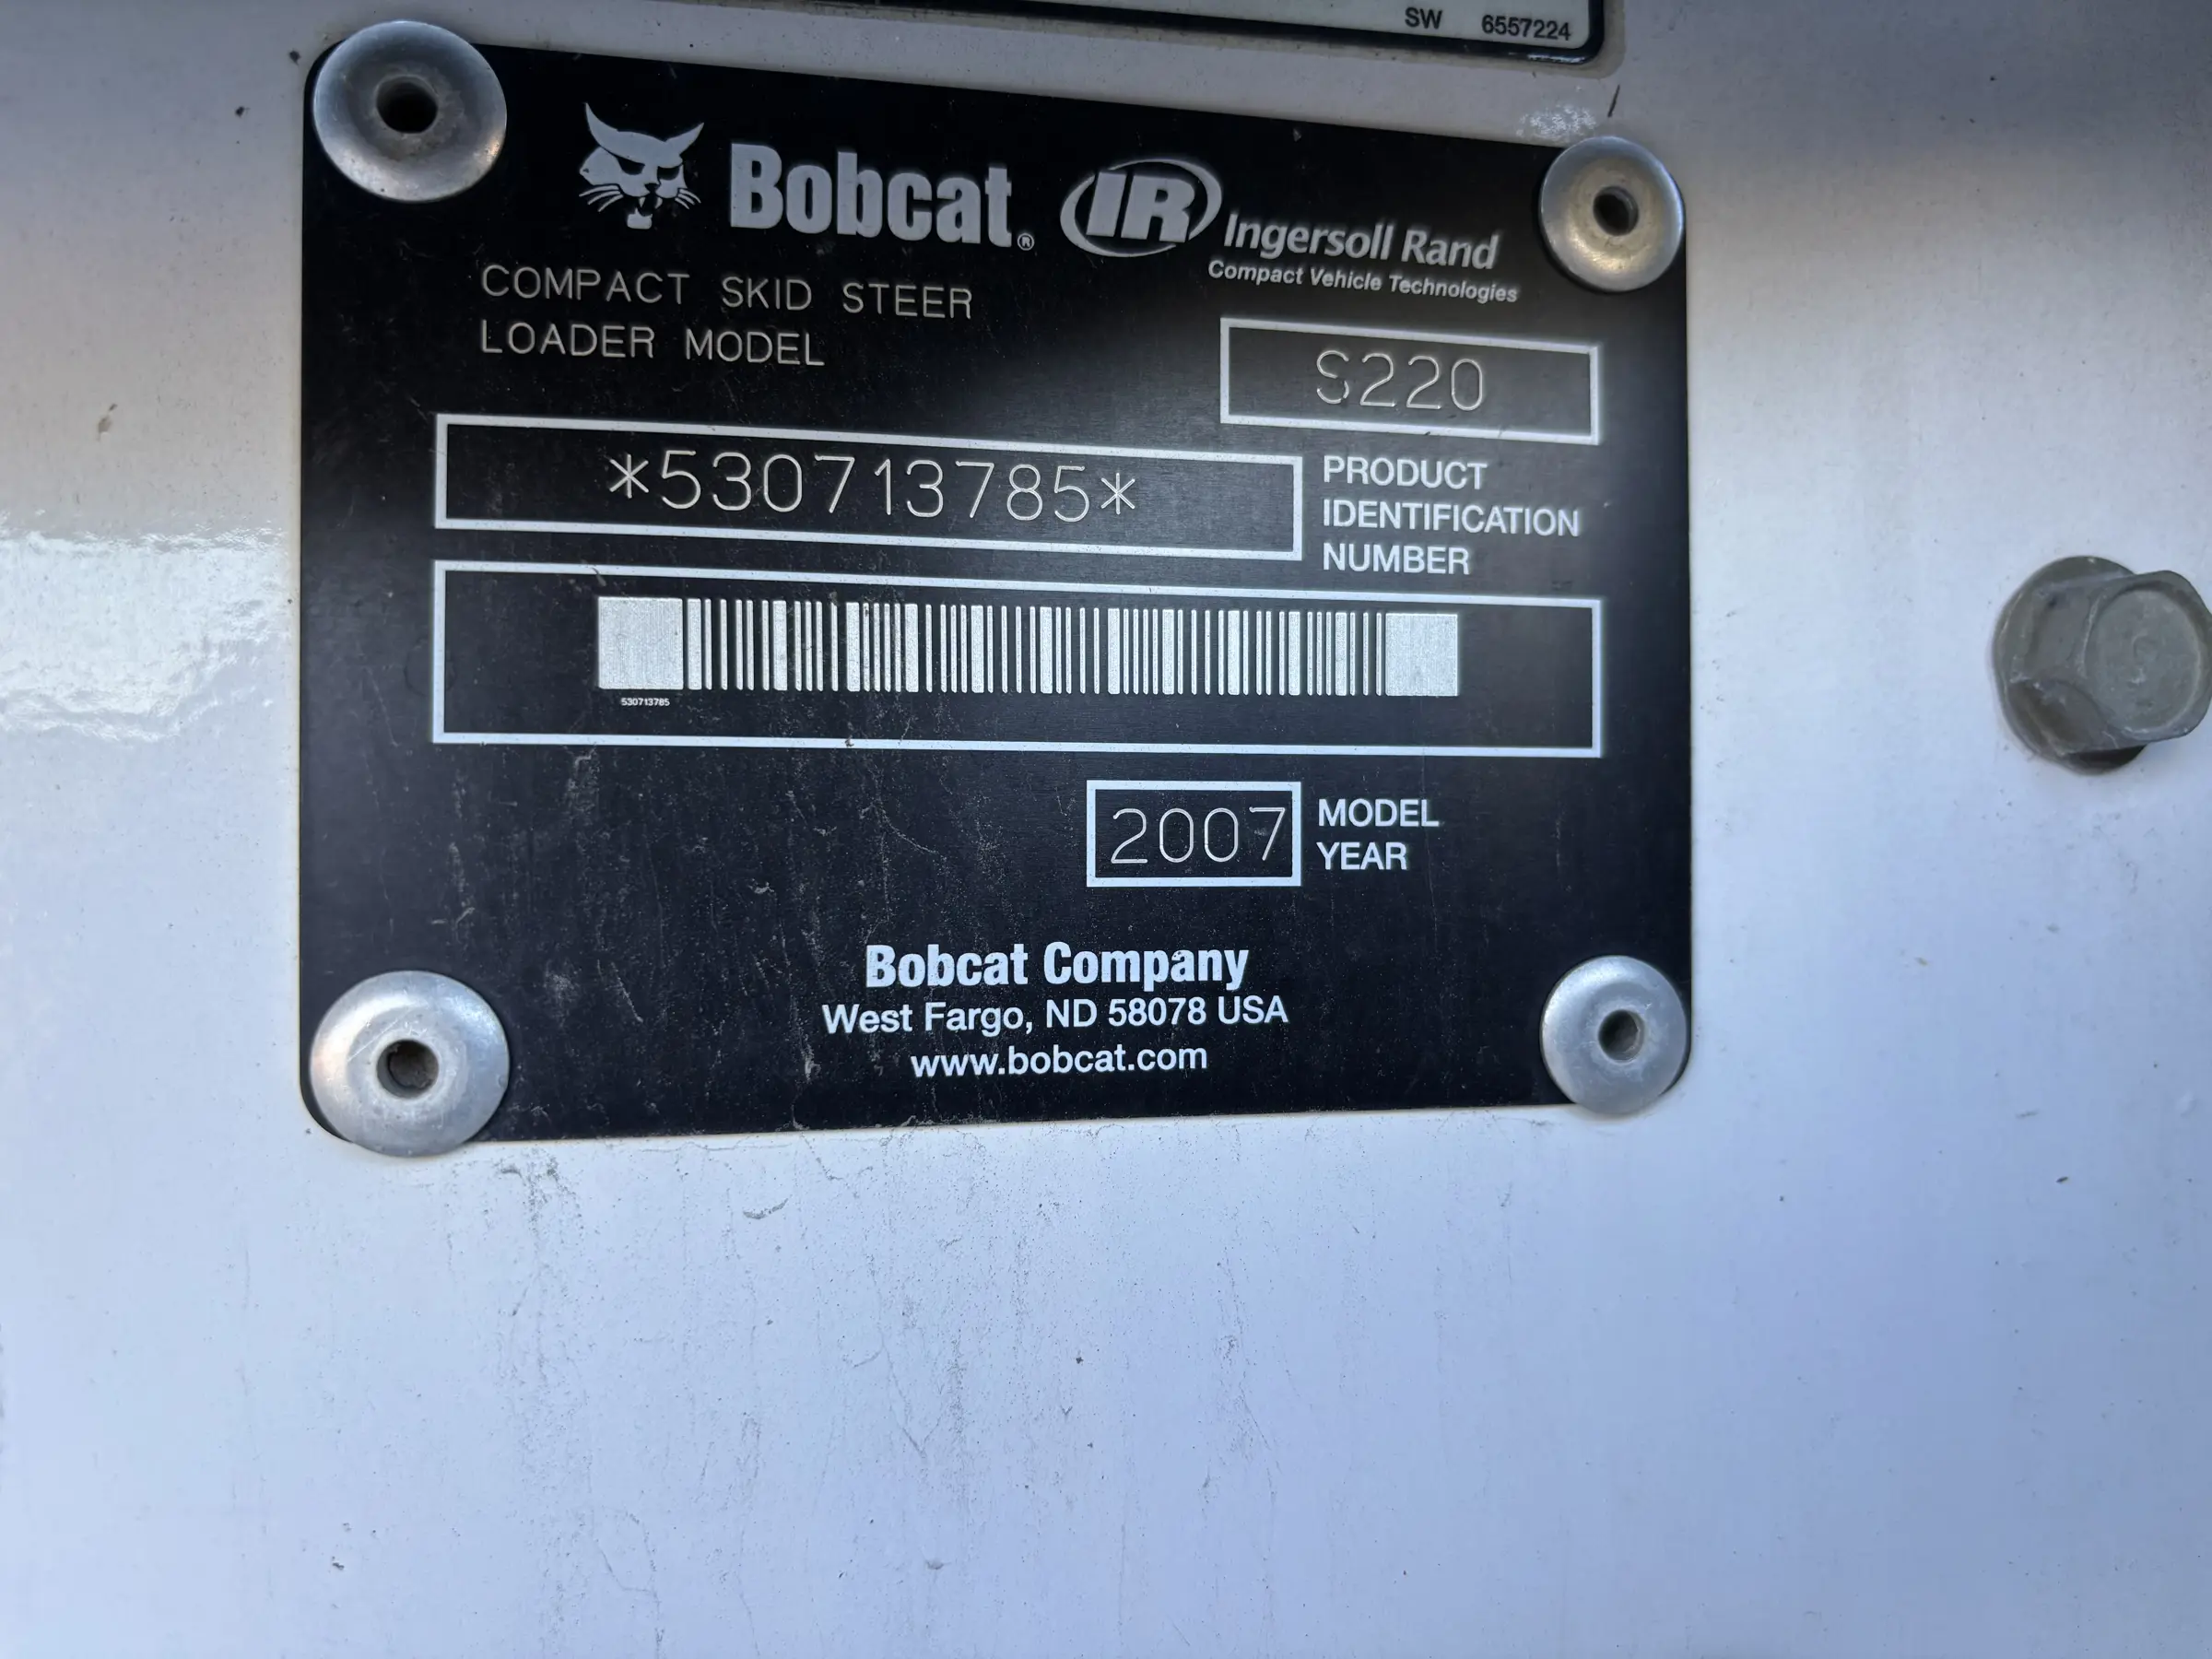 SW 6557224
Bobcat® IR Ingersoll Rand
Compact Vehicle Technologies
COMPACT SKID STEER
LOADER MODEL
S220
*530713785*
PRODUCT
IDENTIFICATION
NUMBER
530713785
2007
MODEL
YEAR
Bobcat Company
West Fargo, ND 58078 USA
www.bobcat.com